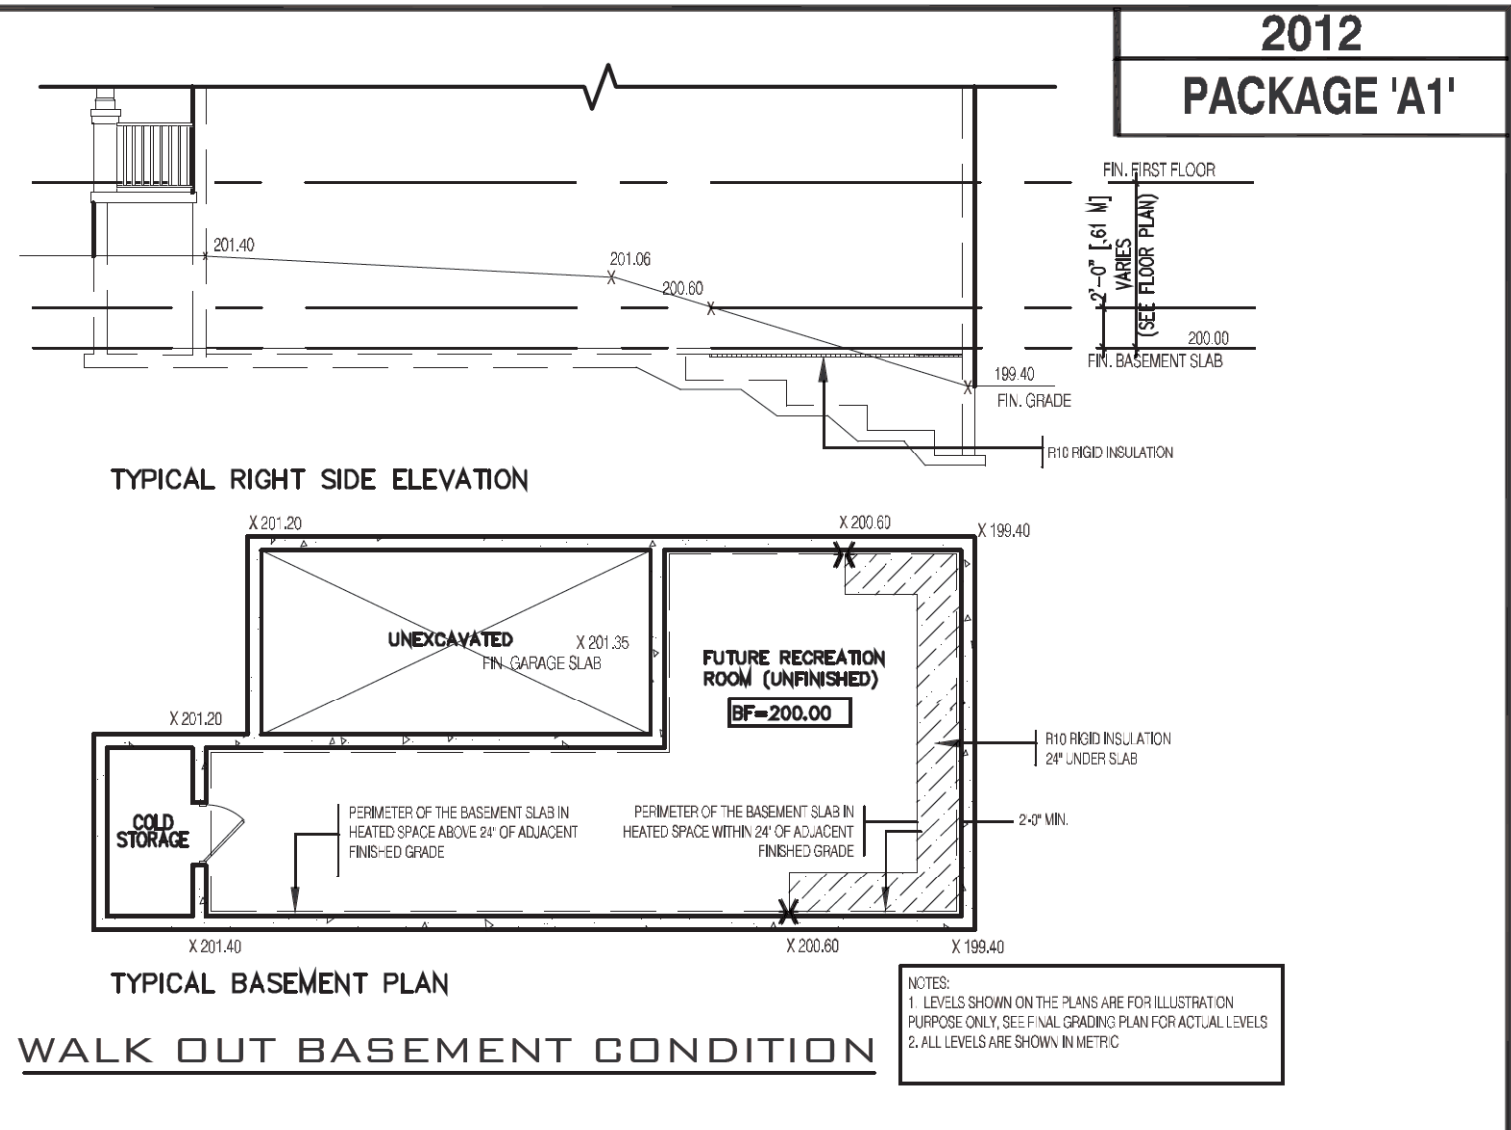 2012
PACKAGE 'A1'
FIN. FIRST FLOOR
2'-0" [.61 M]
VARIES
(SEE FLOOR PLAN)
201.40
201.06
200.60
200.00
FIN. BASEMENT SLAB
199.40
FIN. GRADE
R10 RIGID INSULATION
TYPICAL RIGHT SIDE ELEVATION
X 201.20
X 200.60
X 199.40
UNEXCAVATED
X 201.35
FIN. GARAGE SLAB
FUTURE RECREATION
ROOM (UNFINISHED)
BF=200.00
X 201.20
R10 RIGID INSULATION
24" UNDER SLAB
COLD
STORAGE
PERIMETER OF THE BASEMENT SLAB IN
HEATED SPACE ABOVE 24" OF ADJACENT
FINISHED GRADE
PERIMETER OF THE BASEMENT SLAB IN
HEATED SPACE WITHIN 24" OF ADJACENT
FINISHED GRADE
2'-0" MIN.
X 201.40
X 200.60
X 199.40
TYPICAL BASEMENT PLAN
WALK OUT BASEMENT CONDITION
NOTES:
1. LEVELS SHOWN ON THE PLANS ARE FOR ILLUSTRATION
PURPOSE ONLY, SEE FINAL GRADING PLAN FOR ACTUAL LEVELS
2. ALL LEVELS ARE SHOWN IN METRIC